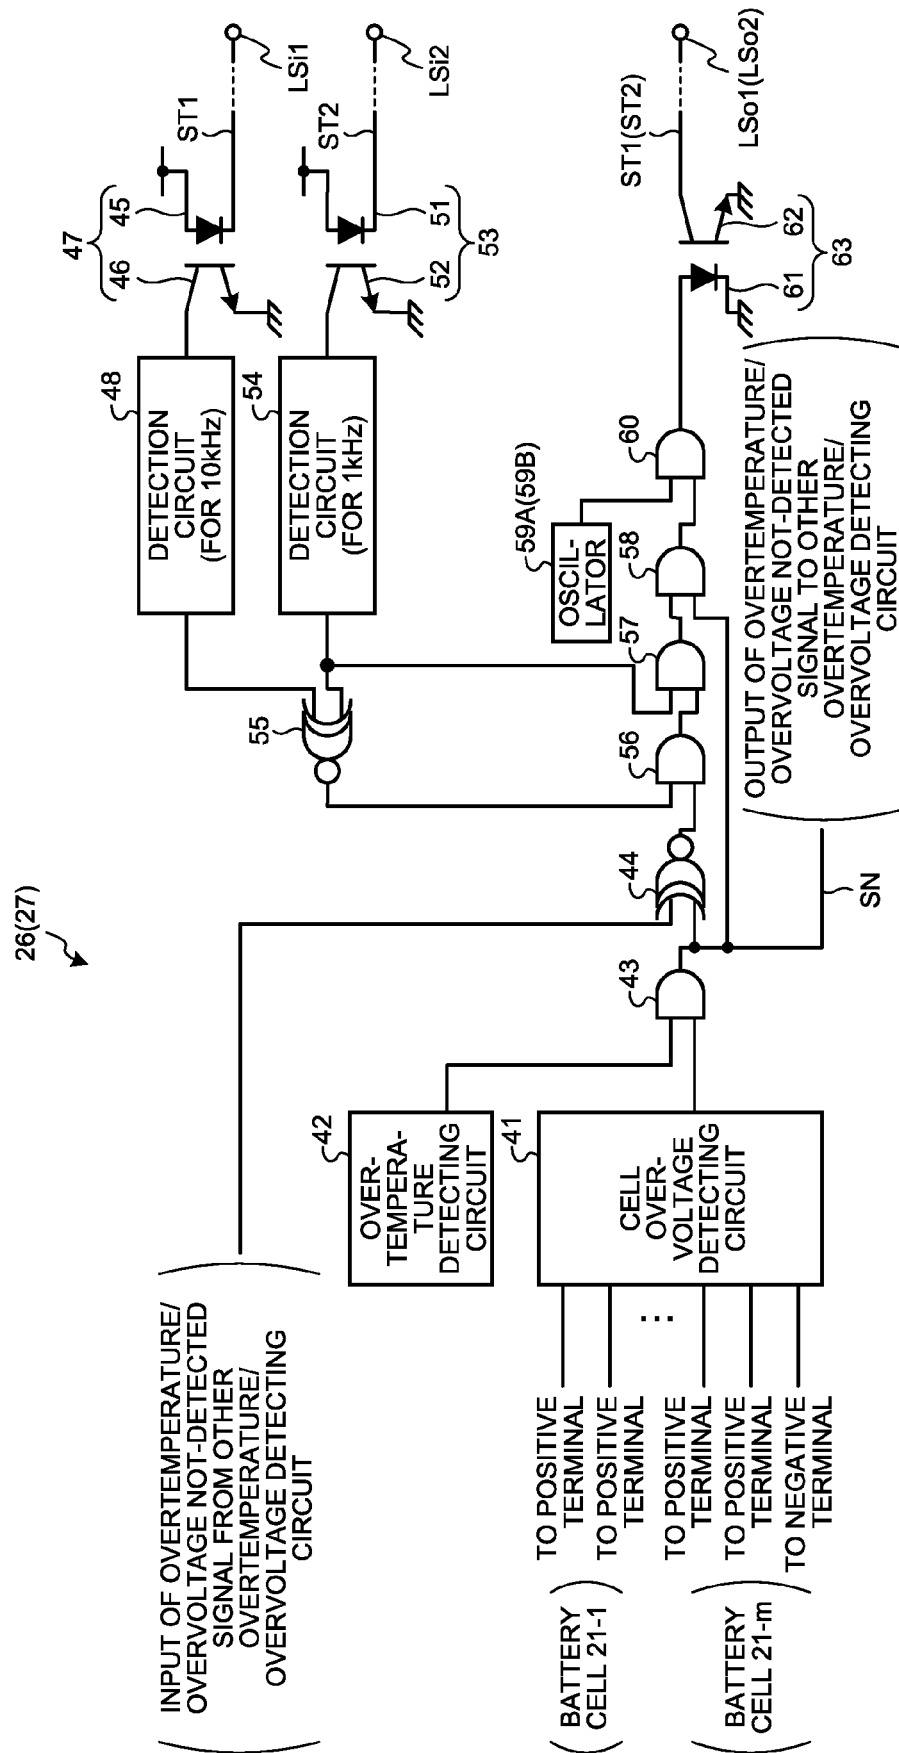 26(27)
INPUT OF OVERTEMPERATURE/
OVERVOLTAGE NOT-DETECTED
SIGNAL FROM OTHER
OVERTEMPERATURE/
OVERVOLTAGE DETECTING
CIRCUIT
47
46
45
ST1
LSi1
48
DETECTION
CIRCUIT
(FOR 10kHz)
ST2
LSi2
52
51
53
54
DETECTION
CIRCUIT
(FOR 1kHz)
55
42
OVER-
TEMPERA-
TURE
DETECTING
CIRCUIT
41
CELL
OVER-
VOLTAGE
DETECTING
CIRCUIT
43
44
56
57
58
59A(59B)
OSCIL-
LATOR
60
ST1(ST2)
LSo1(LSo2)
62
61
63
BATTERY
CELL 21-1
TO POSITIVE
TERMINAL
TO POSITIVE
TERMINAL
...
BATTERY
CELL 21-m
TO POSITIVE
TERMINAL
TO POSITIVE
TERMINAL
TO NEGATIVE
TERMINAL
SN
OUTPUT OF OVERTEMPERATURE/
OVERVOLTAGE NOT-DETECTED
SIGNAL TO OTHER
OVERTEMPERATURE/
OVERVOLTAGE DETECTING
CIRCUIT